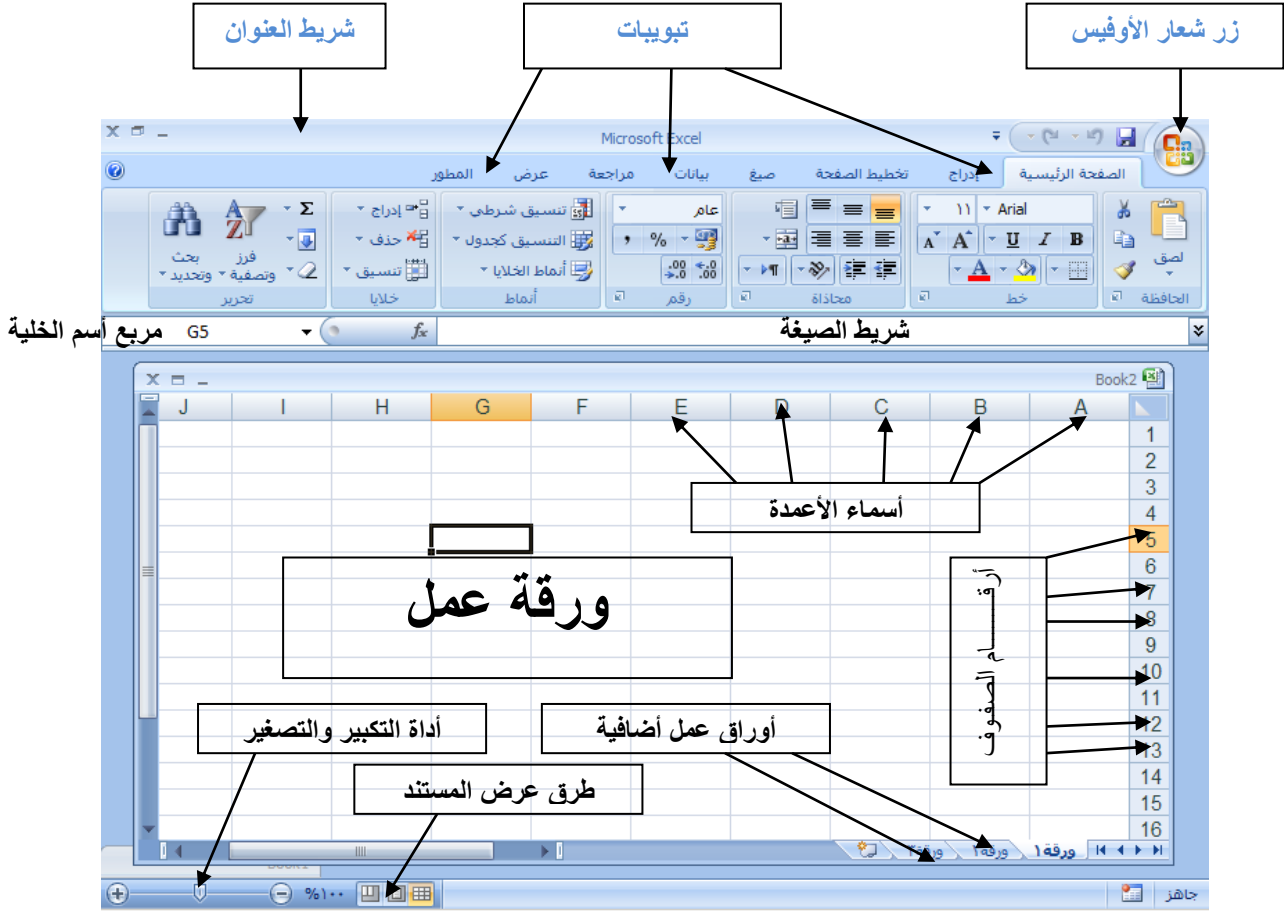 زر شعار الأوفيس
تبويبات
شريط العنوان
Microsoft Excel
الصفحة الرئيسية إدراج تخطيط الصفحة صيغ بيانات مراجعة عرض المطور
Arial ١١
عام
تنسيق شرطي
إدراج
Σ
لصق
B I U
% ,
التنسيق كجدول
حذف
فرز وتصفية
بحث وتحديد
أنماط الخلايا
تنسيق
الحافظة خط محاذاة رقم أنماط خلايا تحرير
شريط الصيغة
fx
G5
مربع أسم الخلية
Book2
A B C D E F G H I J
1
2
3
4
أسماء الأعمدة
5
6
7
8
9
10
11
12
13
14
15
16
أرقـــــام الصفوف
ورقة عمل
أوراق عمل أضافية
أداة التكبير والتصغير
طرق عرض المستند
ورقة١ ورقة٢ ورقة٣
جاهز
%١٠٠